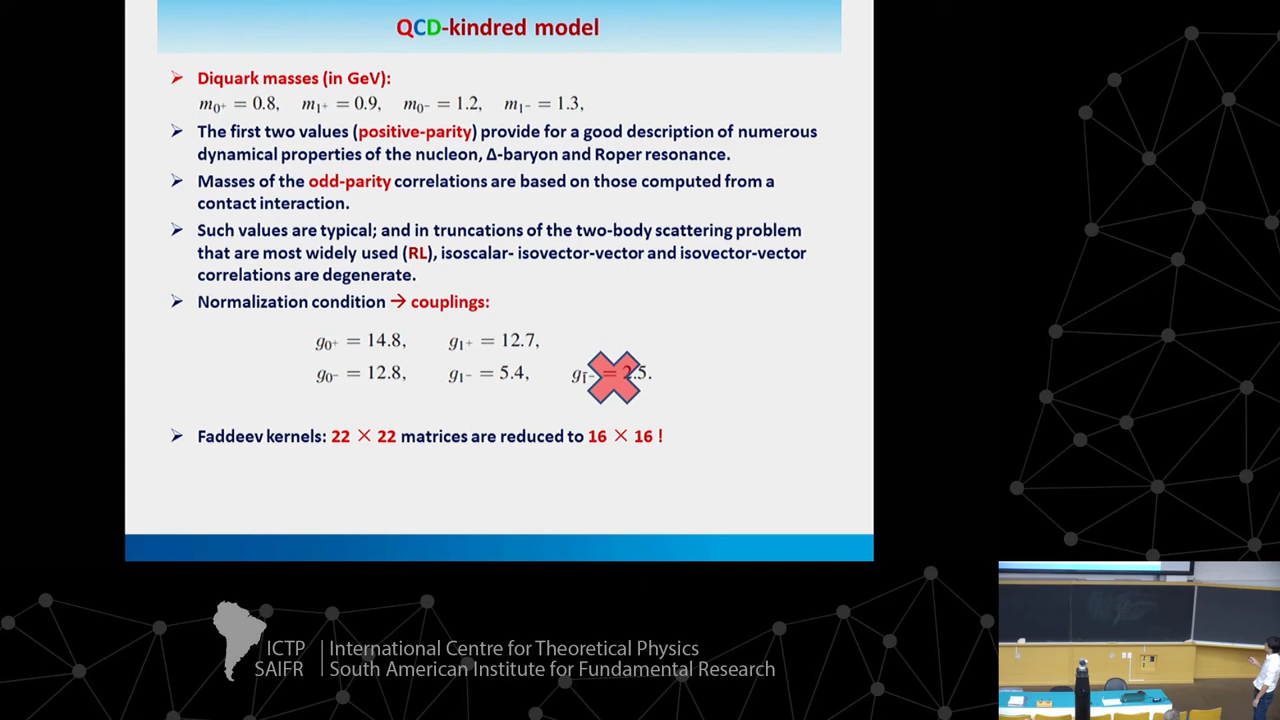 QCD-kindred model
➢ Diquark masses (in GeV):
m₀⁺ = 0.8, m₁⁺ = 0.9, m₀⁻ = 1.2, m₁⁻ = 1.3,
➢ The first two values (positive-parity) provide for a good description of numerous
dynamical properties of the nucleon, Δ-baryon and Roper resonance.
➢ Masses of the odd-parity correlations are based on those computed from a
contact interaction.
➢ Such values are typical; and in truncations of the two-body scattering problem
that are most widely used (RL), isoscalar- isovector-vector and isovector-vector
correlations are degenerate.
➢ Normalization condition → couplings:
g₀⁺ = 14.8, g₁⁺ = 12.7,
g₀⁻ = 12.8, g₁⁻ = 5.4, g₁̄⁻ = 2.5.
➢ Faddeev kernels: 22 × 22 matrices are reduced to 16 × 16 !
ICTP | International Centre for Theoretical Physics
SAIFR | South American Institute for Fundamental Research